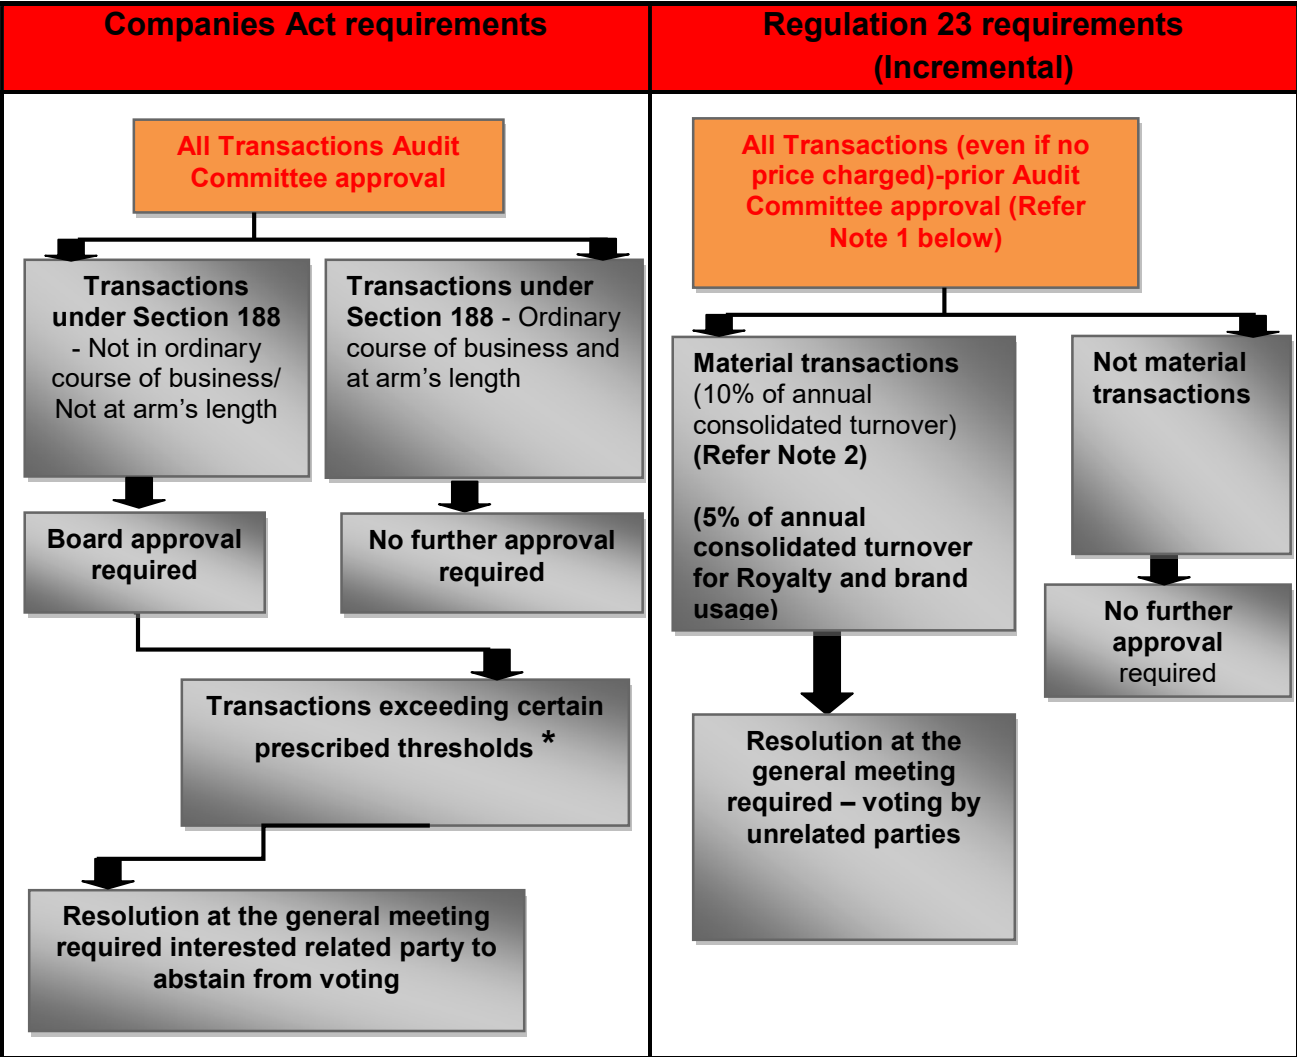 Companies Act requirements
Regulation 23 requirements
(Incremental)
All Transactions Audit
Committee approval
Transactions
under Section 188
- Not in ordinary
course of business/
Not at arm's length
Transactions under
Section 188 - Ordinary
course of business and
at arm's length
Board approval
required
No further approval
required
Transactions exceeding certain
prescribed thresholds *
Resolution at the general meeting
required interested related party to
abstain from voting
All Transactions (even if no
price charged)-prior Audit
Committee approval (Refer
Note 1 below)
Material transactions
(10% of annual
consolidated turnover)
(Refer Note 2)
(5% of annual
consolidated turnover
for Royalty and brand
usage)
Not material
transactions
No further
approval
required
Resolution at the
general meeting
required – voting by
unrelated parties